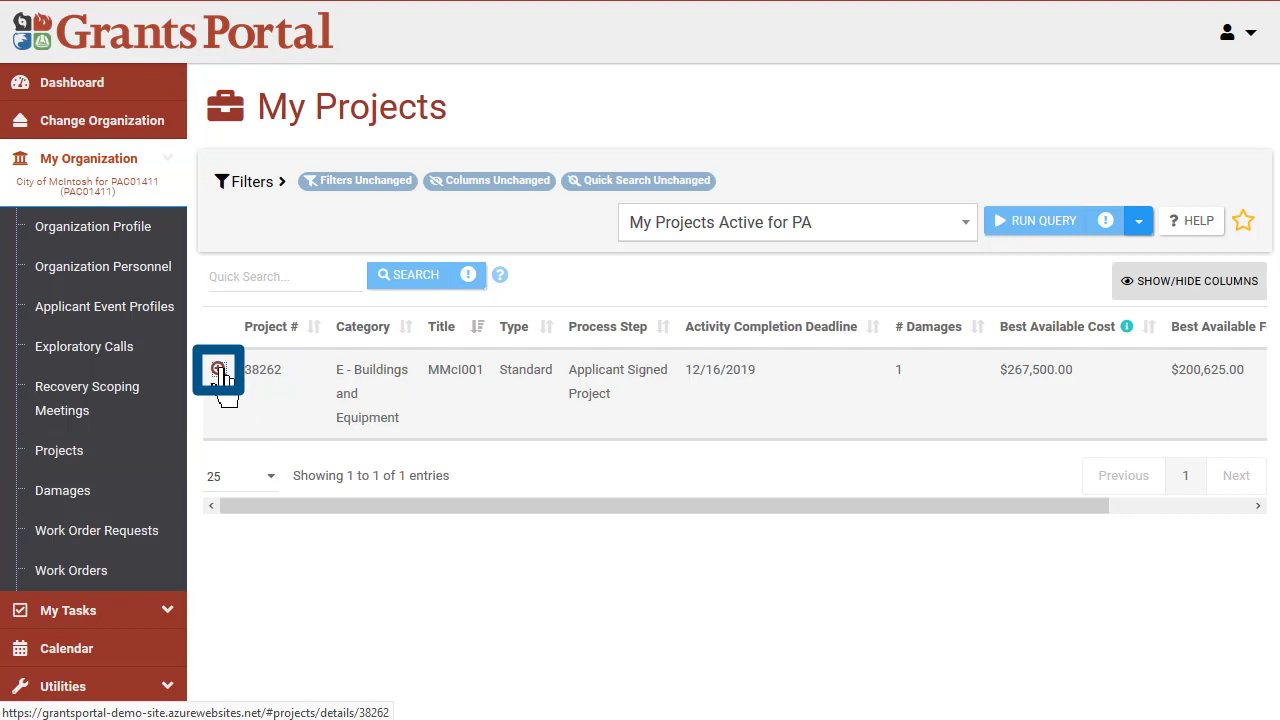 Grants Portal
Dashboard
Change Organization
My Organization
City of McIntosh for PAC01411
(PAC01411)
Organization Profile
Organization Personnel
Applicant Event Profiles
Exploratory Calls
Recovery Scoping
Meetings
Projects
Damages
Work Order Requests
Work Orders
My Tasks
Calendar
Utilities
My Projects
Filters
Filters Unchanged
Columns Unchanged
Quick Search Unchanged
My Projects Active for PA
RUN QUERY
? HELP
Quick Search...
SEARCH
SHOW/HIDE COLUMNS
Project # Category Title Type Process Step Activity Completion Deadline # Damages Best Available Cost Best Available F
38262 E - Buildings MMcI001 Standard Applicant Signed 12/16/2019 1 $267,500.00 $200,625.00
and Project
Equipment
25 Showing 1 to 1 of 1 entries
Previous 1 Next
https://grantsportal-demo-site.azurewebsites.net/#projects/details/38262